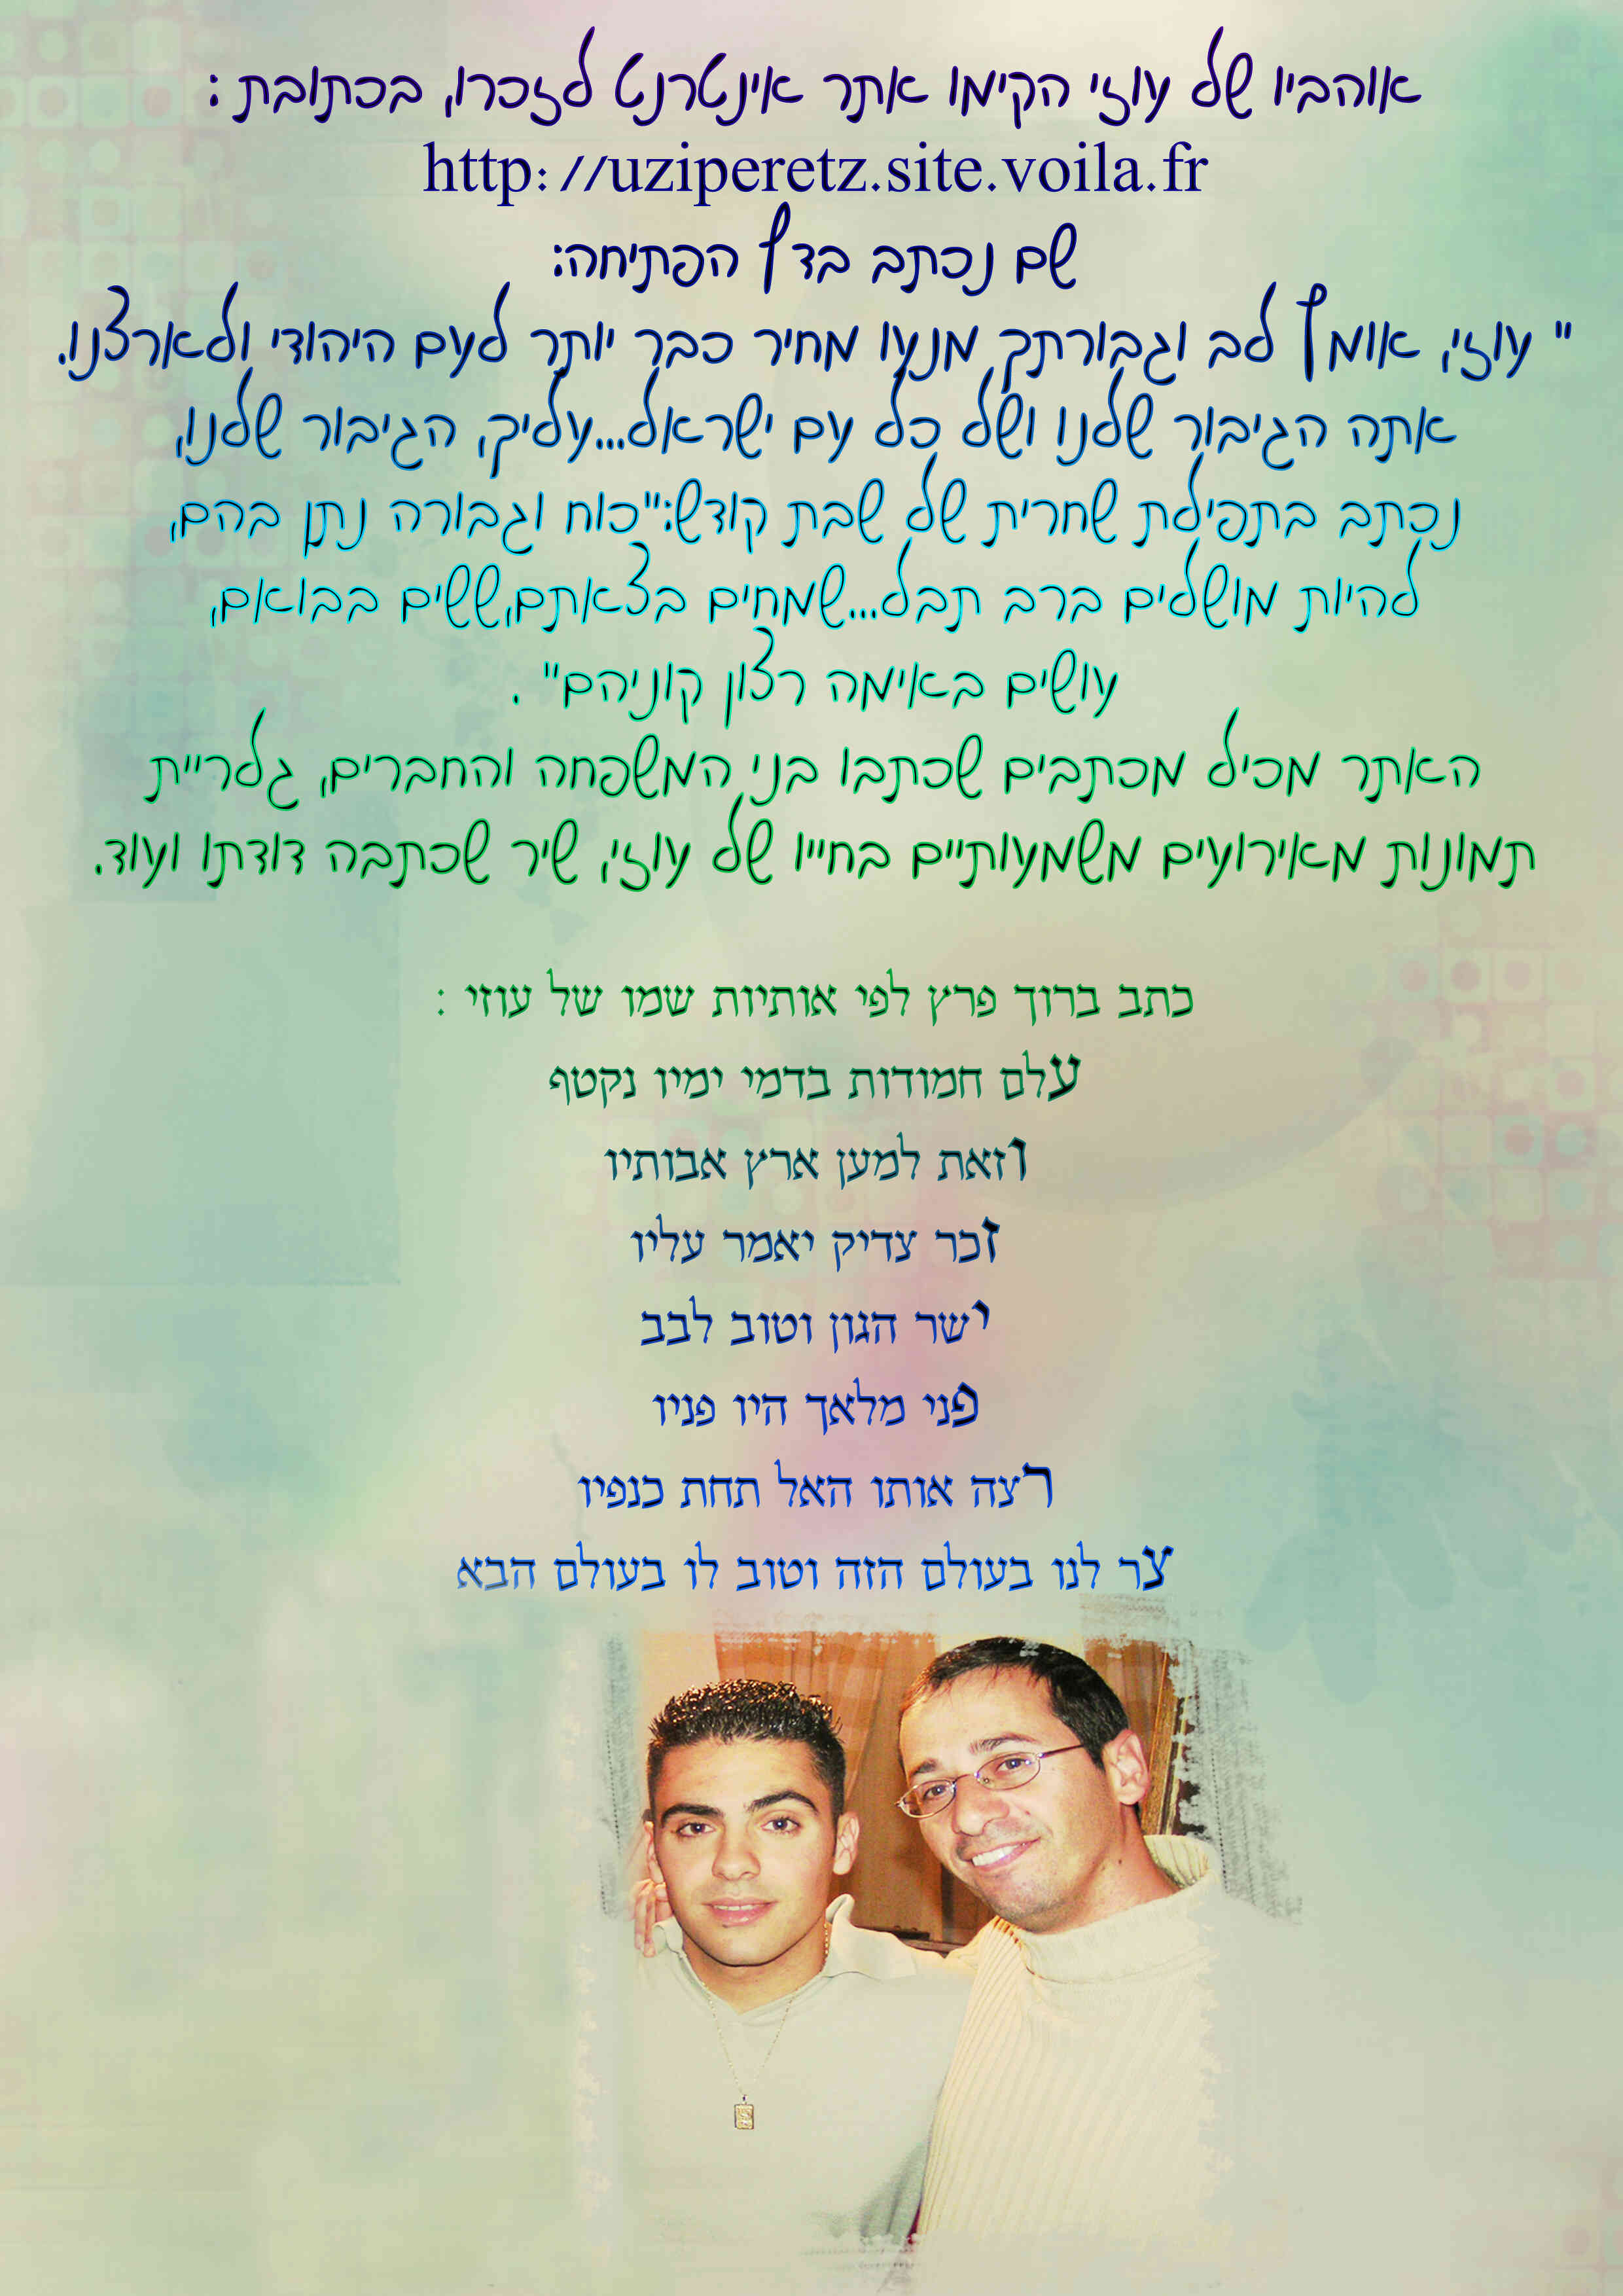 אוהביו של עוזי הקימו אתר אינטרנט לזכרו, בכתובת :
http://uziperetz.site.voila.fr
שם נכתב בדף הפתיחה:
" עוזי, אומץ לב וגבורתך מנעו מחיר כבר יותר לעם היהודי ולארצנו.
אתה הגיבור שלנו ושל כל עם ישראל...עליך, הגיבור שלנו,
נכתב בתפילת שחרית של שבת קודש:"כוח וגבורה נתן בהם,
להיות מושלים ברב תבל...שמחים בצאתם,ששים בבואם,
עושים באימה רצון קוניהם" .
האתר מכיל מכתבים שכתבו בני המשפחה והחברים, גלריית
תמונות מאירועים משמעותיים בחייו של עוזי, שיר שכתבה דודתו ועוד.
כתב ברוך פרץ לפי אותיות שמו של עוזי :
עלם חמודות בדמי ימיו נקטף
וזאת למען ארץ אבותיו
זכר צדיק יאמר עליו
ישר הגון וטוב לבב
פני מלאך היו פניו
רצה אותו האל תחת כנפיו
צר לנו בעולם הזה וטוב לו בעולם הבא